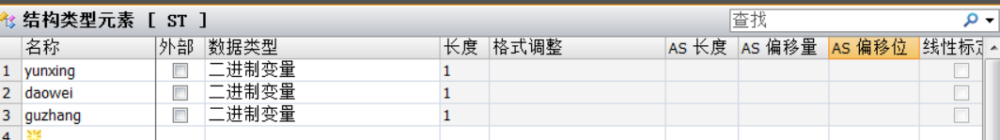 结构类型元素 [ ST ]
查找
名称 外部 数据类型 长度 格式调整 AS 长度 AS 偏移量 AS 偏移位 线性标定
1 yunxing 二进制变量 1
2 daowei 二进制变量 1
3 guzhang 二进制变量 1
4